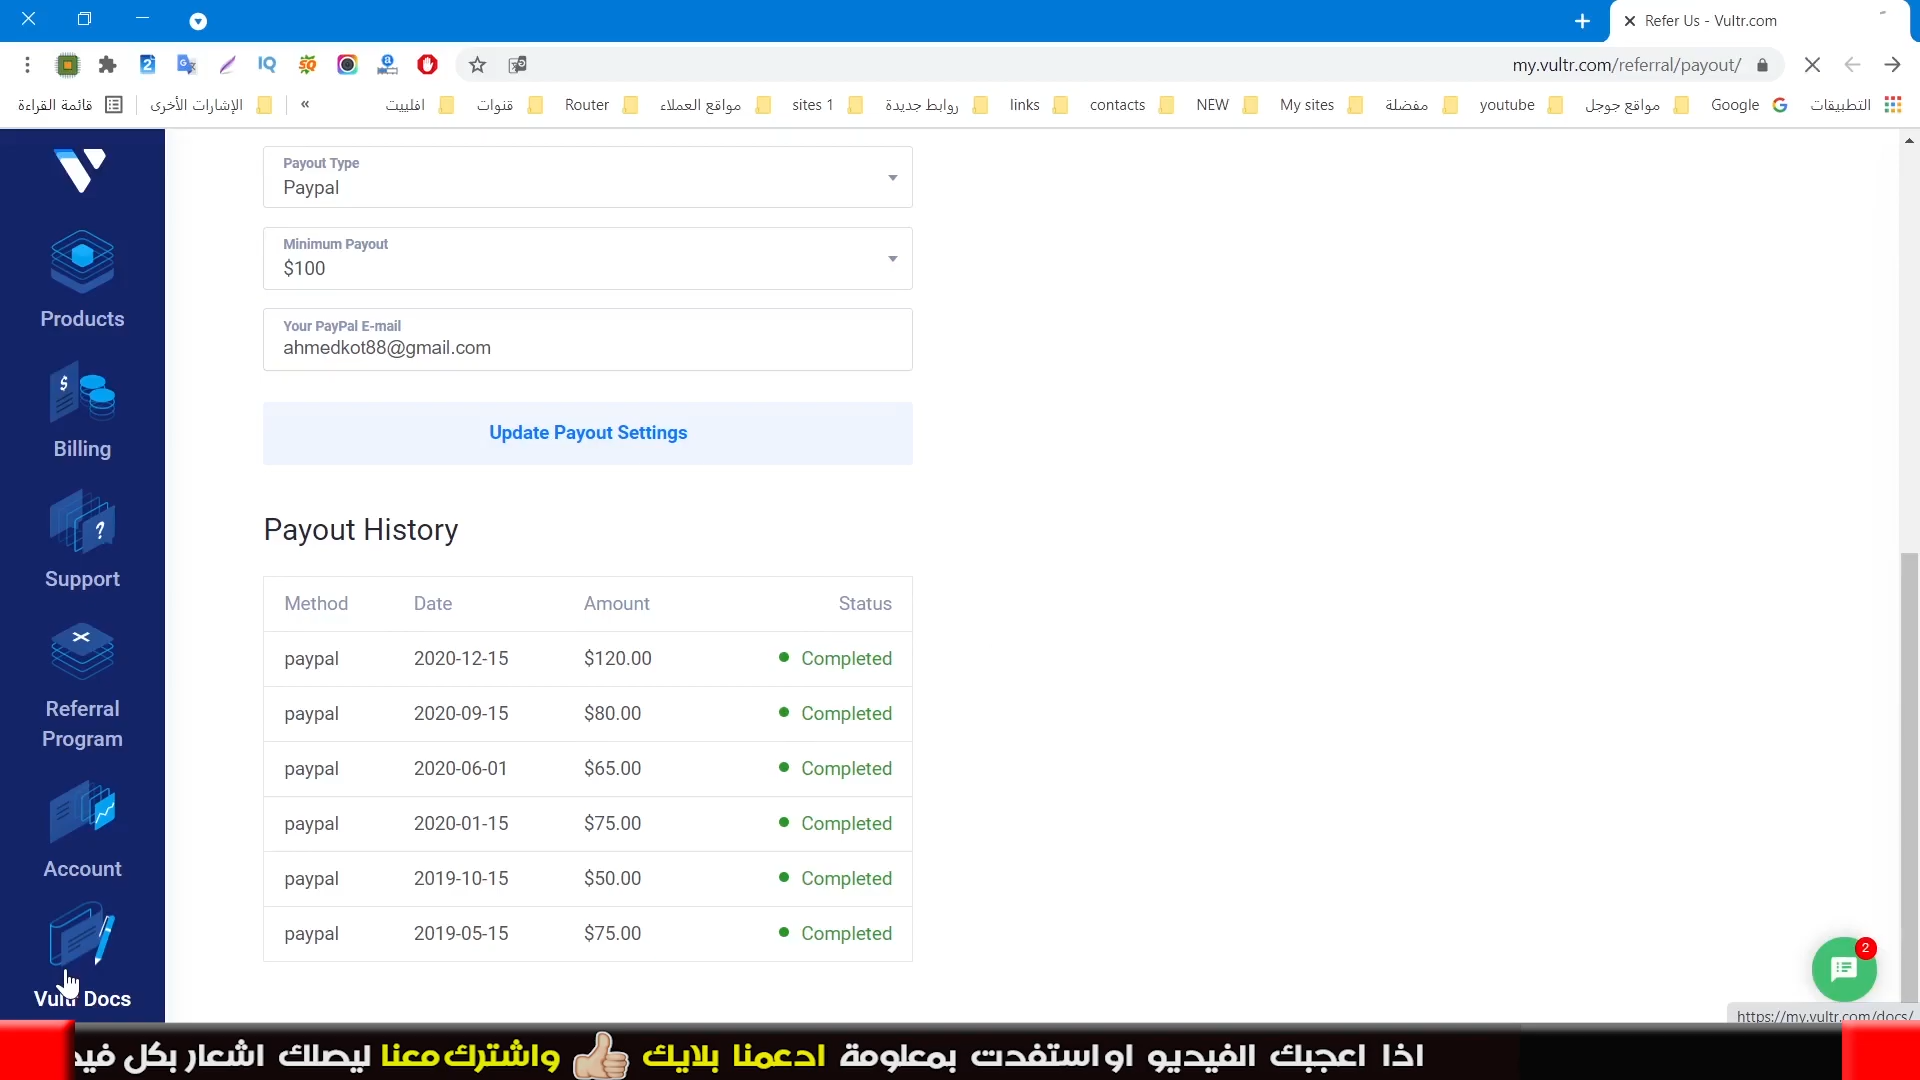 Refer Us - Vultr.com
my.vultr.com/referral/payout/
قائمة القراءة
الإشارات الأخرى
«
افلييت
قنوات
Router
مواقع العملاء
sites 1
روابط جديدة
links
contacts
NEW
My sites
مفضلة
youtube
مواقع جوجل
Google
التطبيقات
Products
Billing
Support
Referral
Program
Account
Vultr Docs
Payout Type
Paypal
Minimum Payout
$100
Your PayPal E-mail
ahmedkot88@gmail.com
Update Payout Settings
Payout History
Method Date Amount Status
paypal 2020-12-15 $120.00 Completed
paypal 2020-09-15 $80.00 Completed
paypal 2020-06-01 $65.00 Completed
paypal 2020-01-15 $75.00 Completed
paypal 2019-10-15 $50.00 Completed
paypal 2019-05-15 $75.00 Completed
2
https://my.vultr.com/docs/
اذا اعجبك الفيديو او استفدت بمعلومة ادعمنا بلايك واشترك معنا ليصلك اشعار بكل